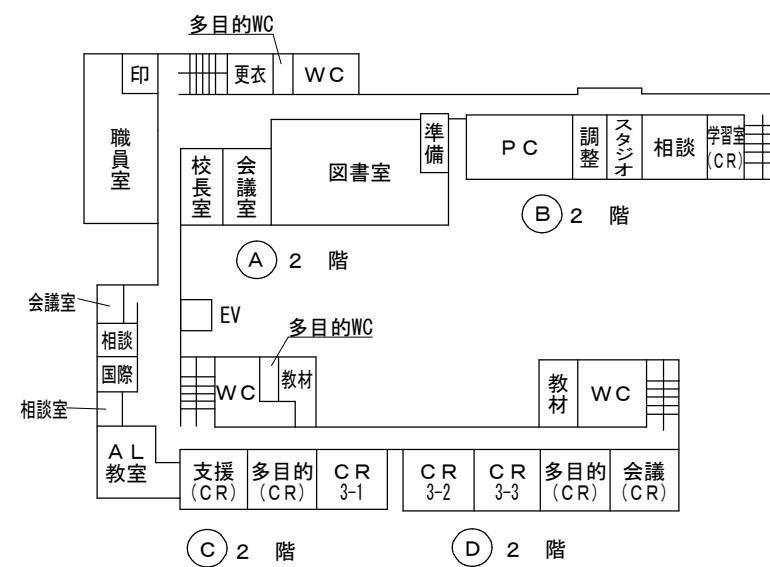 多目的WC
印
更衣
ＷＣ
職員室
校長室
会議室
図書室
準備
ＰＣ
調整
スタジオ
相談
学習室
(ＣＲ)
Ａ ２ 階
Ｂ ２ 階
会議室
相談
国際
相談室
ＡＬ
教室
EV
多目的WC
ＷＣ
教材
教材
ＷＣ
支援
(ＣＲ)
多目的
(ＣＲ)
ＣＲ
3-1
ＣＲ
3-2
ＣＲ
3-3
多目的
(ＣＲ)
会議
(ＣＲ)
Ｃ ２ 階
Ｄ ２ 階